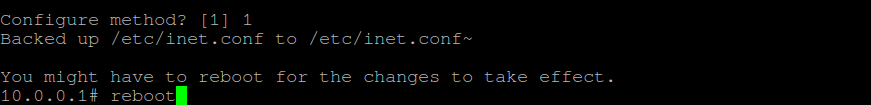 Configure method? [1] 1
Backed up /etc/inet.conf to /etc/inet.conf~
You might have to reboot for the changes to take effect.
10.0.0.1# reboot